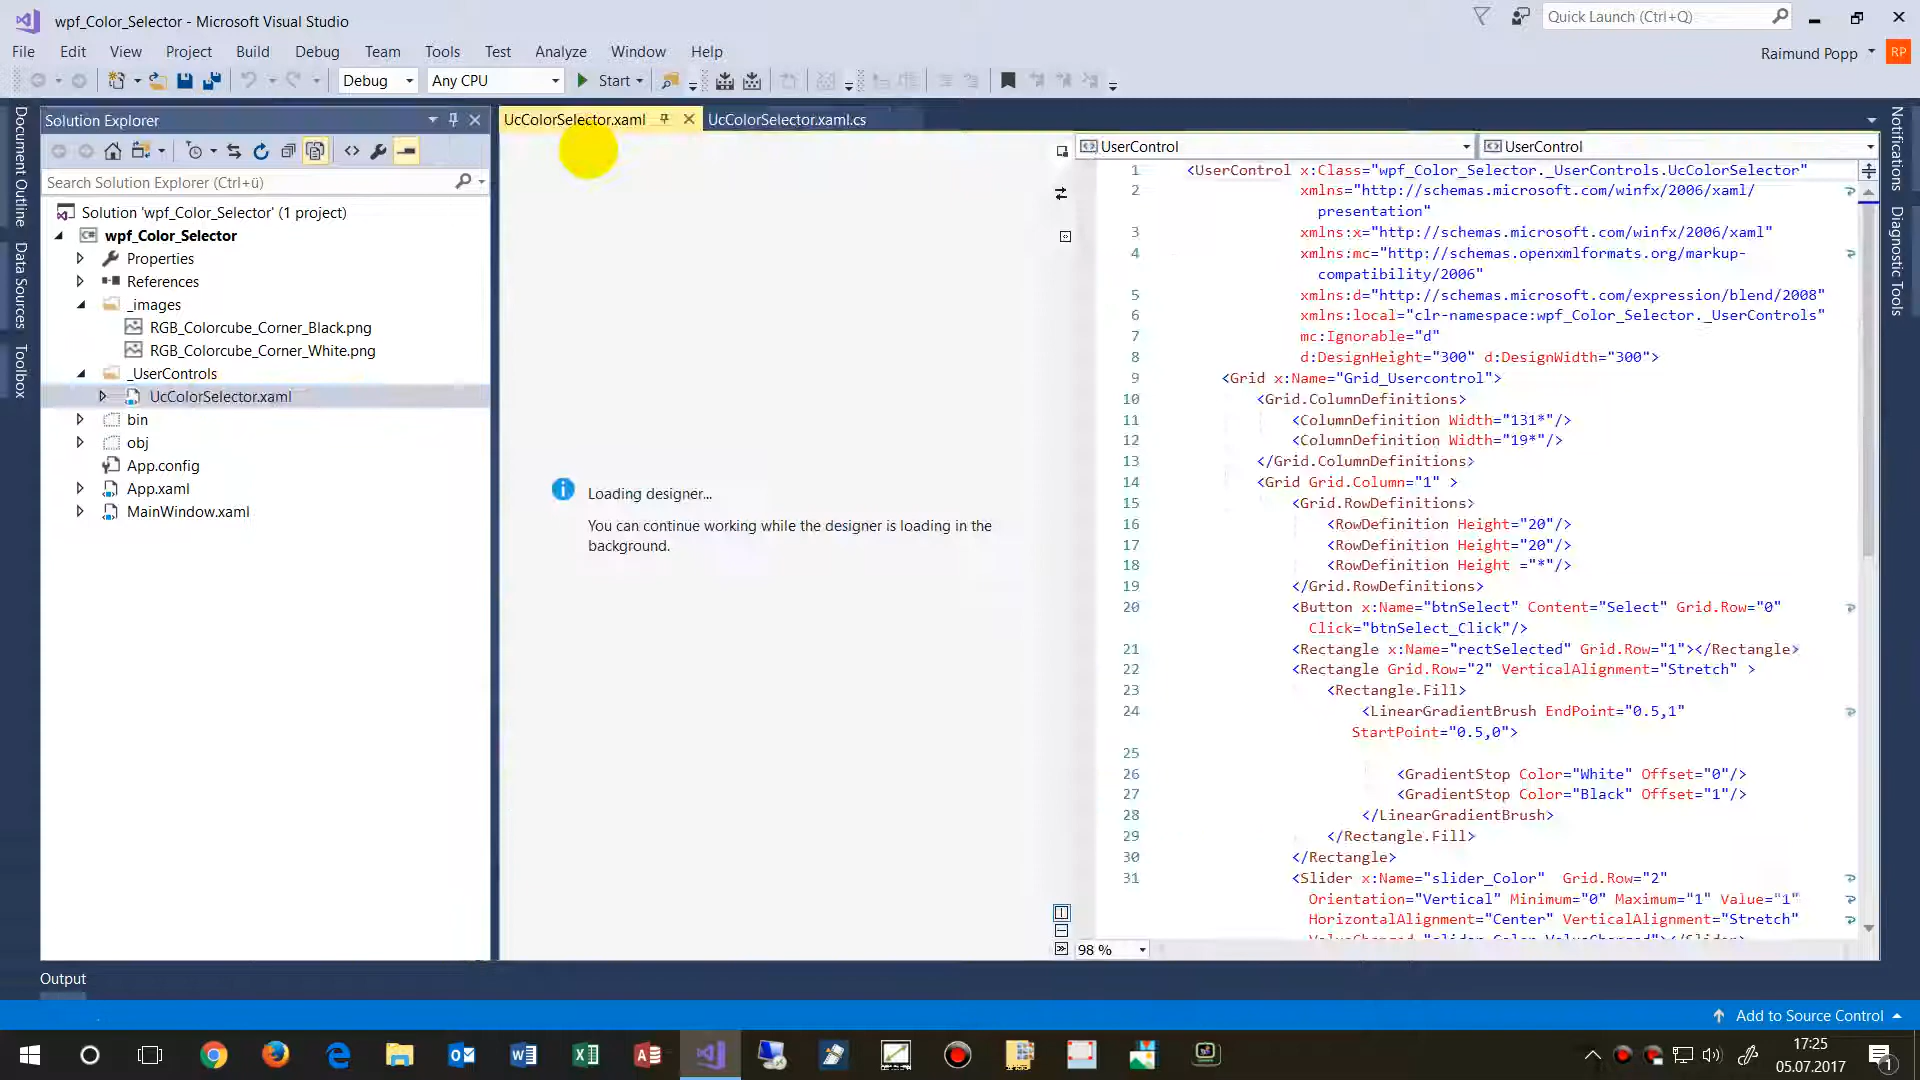 wpf_Color_Selector - Microsoft Visual Studio
Quick Launch (Ctrl+Q)
File Edit View Project Build Debug Team Tools Test Analyze Window Help
Raimund Popp
RP
Debug Any CPU Start
Document Outline
Data Sources
Toolbox
Solution Explorer
Search Solution Explorer (Ctrl+ü)
Solution 'wpf_Color_Selector' (1 project)
wpf_Color_Selector
Properties
References
_images
RGB_Colorcube_Corner_Black.png
RGB_Colorcube_Corner_White.png
_UserControls
UcColorSelector.xaml
bin
obj
App.config
App.xaml
MainWindow.xaml
UcColorSelector.xaml
UcColorSelector.xaml.cs
Loading designer...
You can continue working while the designer is loading in the
background.
UserControl
UserControl
1 <UserControl x:Class="wpf_Color_Selector._UserControls.UcColorSelector"
2 xmlns="http://schemas.microsoft.com/winfx/2006/xaml/
presentation"
3 xmlns:x="http://schemas.microsoft.com/winfx/2006/xaml"
4 xmlns:mc="http://schemas.openxmlformats.org/markup-
compatibility/2006"
5 xmlns:d="http://schemas.microsoft.com/expression/blend/2008"
6 xmlns:local="clr-namespace:wpf_Color_Selector._UserControls"
7 mc:Ignorable="d"
8 d:DesignHeight="300" d:DesignWidth="300">
9 <Grid x:Name="Grid_Usercontrol">
10 <Grid.ColumnDefinitions>
11 <ColumnDefinition Width="131*"/>
12 <ColumnDefinition Width="19*"/>
13 </Grid.ColumnDefinitions>
14 <Grid Grid.Column="1" >
15 <Grid.RowDefinitions>
16 <RowDefinition Height="20"/>
17 <RowDefinition Height="20"/>
18 <RowDefinition Height ="*"/>
19 </Grid.RowDefinitions>
20 <Button x:Name="btnSelect" Content="Select" Grid.Row="0"
Click="btnSelect_Click"/>
21 <Rectangle x:Name="rectSelected" Grid.Row="1"></Rectangle>
22 <Rectangle Grid.Row="2" VerticalAlignment="Stretch" >
23 <Rectangle.Fill>
24 <LinearGradientBrush EndPoint="0.5,1"
StartPoint="0.5,0">
25
26 <GradientStop Color="White" Offset="0"/>
27 <GradientStop Color="Black" Offset="1"/>
28 </LinearGradientBrush>
29 </Rectangle.Fill>
30 </Rectangle>
31 <Slider x:Name="slider_Color" Grid.Row="2"
Orientation="Vertical" Minimum="0" Maximum="1" Value="1"
HorizontalAlignment="Center" VerticalAlignment="Stretch"
ValueChanged="slider_Color_ValueChanged"></Slider>
98 %
Notifications
Diagnostic Tools
Output
Add to Source Control
17:25
05.07.2017
1